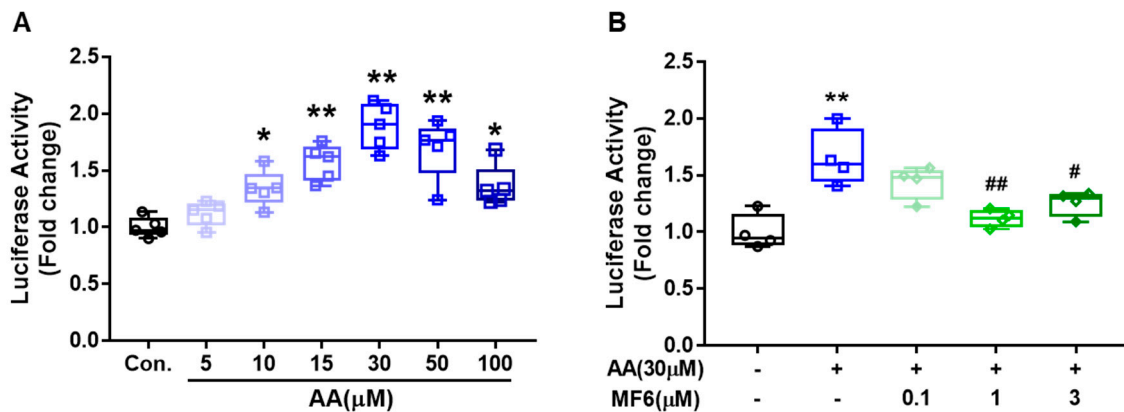 A
Luciferase Activity
(Fold change)
2.5
2.0
1.5
1.0
0.5
0.0
*
**
**
**
*
Con.
5
10
15
30
50
100
AA(μM)
B
Luciferase Activity
(Fold change)
2.5
2.0
1.5
1.0
0.5
0.0
**
##
#
AA(30μM) - + + + +
MF6(μM) - - 0.1 1 3